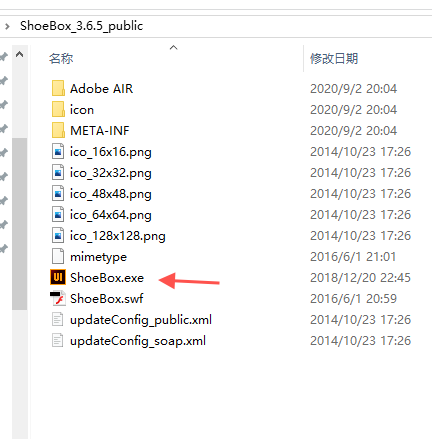 ShoeBox_3.6.5_public
名称 修改日期
Adobe AIR 2020/9/2 20:04
icon 2020/9/2 20:04
META-INF 2020/9/2 20:04
ico_16x16.png 2014/10/23 17:26
ico_32x32.png 2014/10/23 17:26
ico_48x48.png 2014/10/23 17:26
ico_64x64.png 2014/10/23 17:26
ico_128x128.png 2014/10/23 17:26
mimetype 2016/6/1 21:01
UI ShoeBox.exe 2018/12/20 22:45
ShoeBox.swf 2016/6/1 20:59
updateConfig_public.xml 2014/10/23 17:26
updateConfig_soap.xml 2014/10/23 17:26